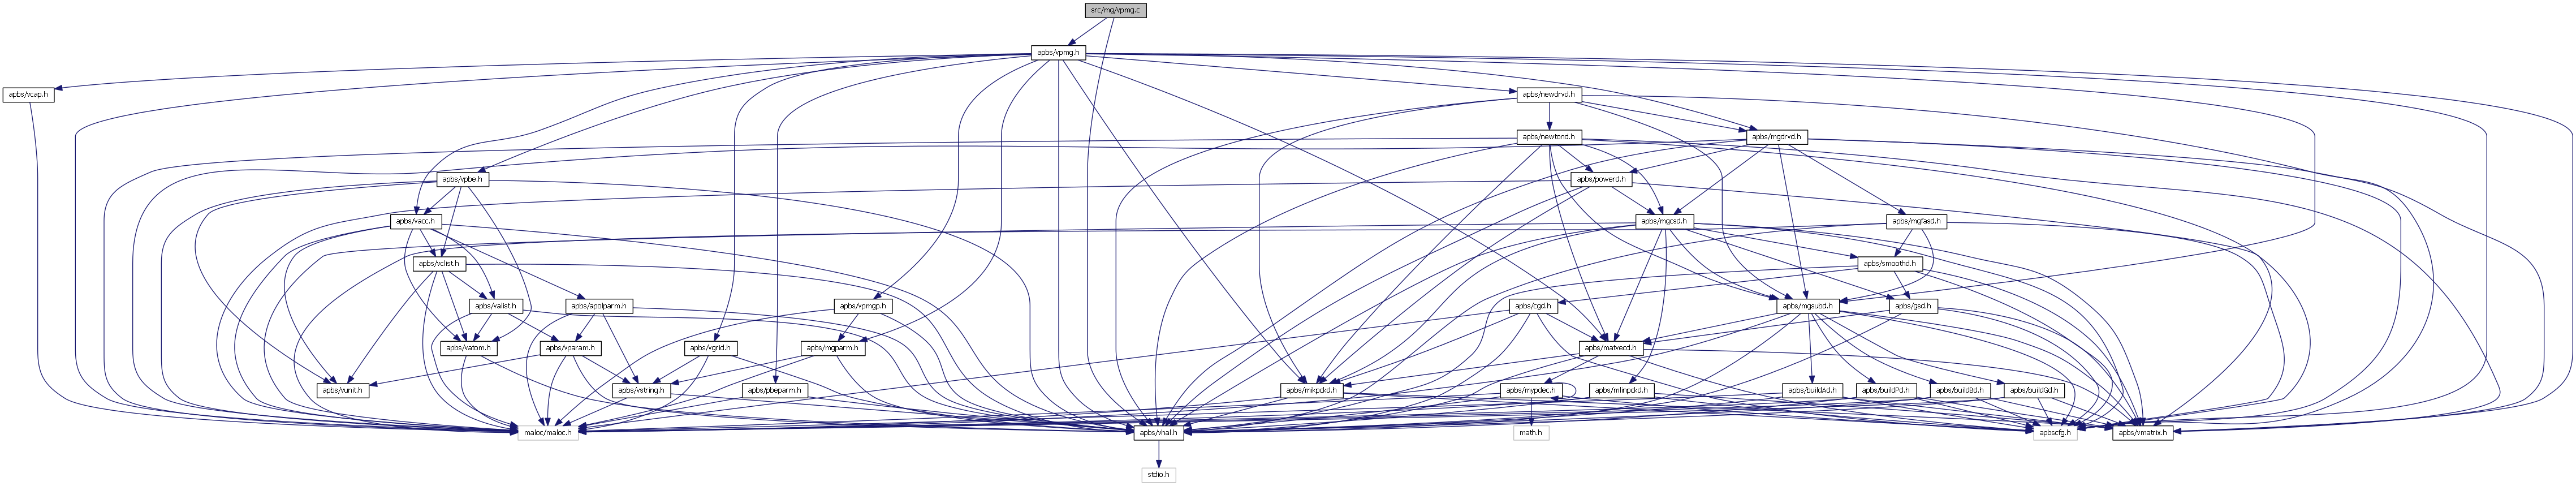 src/mg/vpmg.c
apbs/vpmg.h
apbs/vcap.h
apbs/newdrvd.h
apbs/newtond.h
apbs/mgdrvd.h
apbs/vpbe.h
apbs/powerd.h
apbs/vacc.h
apbs/mgcsd.h
apbs/mgfasd.h
apbs/vclist.h
apbs/smoothd.h
apbs/valist.h
apbs/apolparm.h
apbs/vpmgp.h
apbs/cgd.h
apbs/mgsubd.h
apbs/gsd.h
apbs/vatom.h
apbs/vparam.h
apbs/vgrid.h
apbs/mgparm.h
apbs/matvecd.h
apbs/vunit.h
apbs/vstring.h
apbs/pbeparm.h
apbs/mikpckd.h
apbs/mypdec.h
apbs/mlinpckd.h
apbs/buildAd.h
apbs/buildPd.h
apbs/buildBd.h
apbs/buildGd.h
maloc/maloc.h
apbs/vhal.h
math.h
apbscfg.h
apbs/vmatrix.h
stdio.h